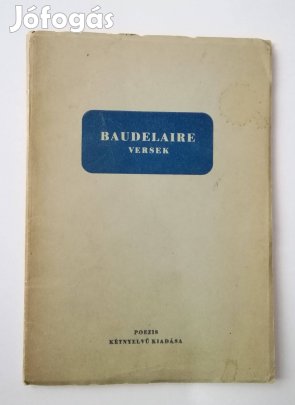 Jófogás
BAUDELAIRE
VERSEK
POEZIS
KÉTNYELVŰ KIADÁSA